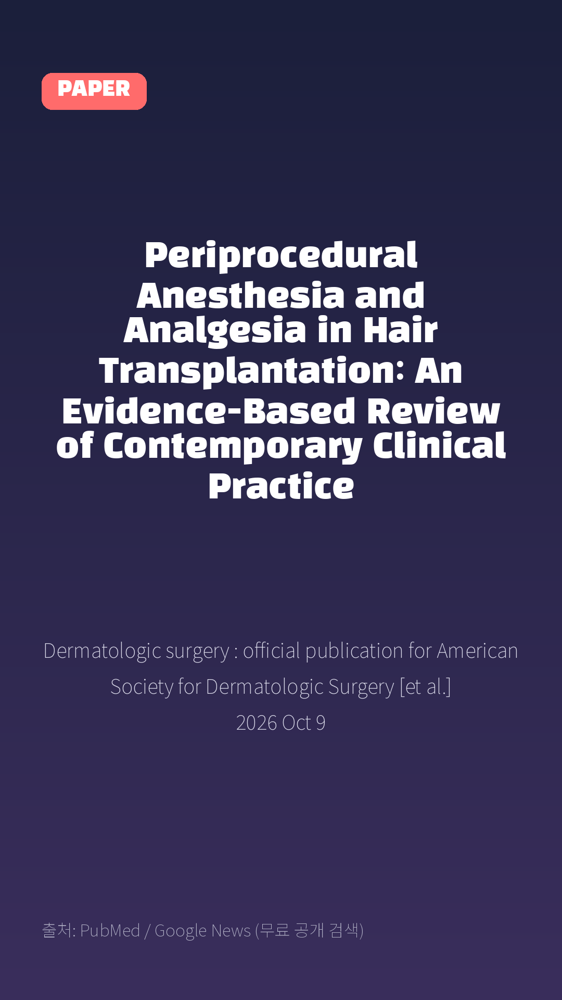 PAPER
Periprocedural
Anesthesia and
Analgesia in Hair
Transplantation: An
Evidence-Based Review
of Contemporary Clinical
Practice
Dermatologic surgery : official publication for American
Society for Dermatologic Surgery [et al.]
2026 Oct 9
출처: PubMed / Google News (무료 공개 검색)